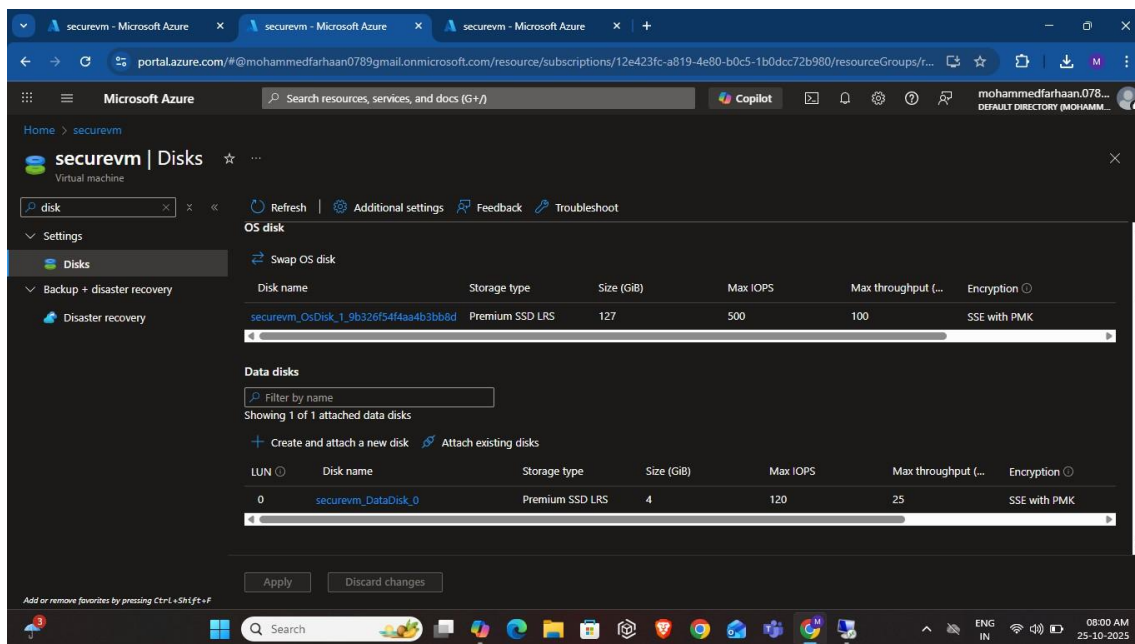 securevm - Microsoft Azure
securevm - Microsoft Azure
securevm - Microsoft Azure
portal.azure.com/#@mohammedfarhaan0789gmail.onmicrosoft.com/resource/subscriptions/12e423fc-a819-4e80-b0c5-1b0dcc72b980/resourceGroups/r...
M
Microsoft Azure
Search resources, services, and docs (G+/)
Copilot
mohammedfarhaan.078...
DEFAULT DIRECTORY (MOHAMM...
Home > securevm
securevm | Disks
Virtual machine
disk
Refresh
Additional settings
Feedback
Troubleshoot
Settings
Disks
Backup + disaster recovery
Disaster recovery
OS disk
Swap OS disk
Disk name Storage type Size (GiB) Max IOPS Max throughput (... Encryption
securevm_OsDisk_1_9b326f54f4aa4b3bb8d Premium SSD LRS 127 500 100 SSE with PMK
Data disks
Filter by name
Showing 1 of 1 attached data disks
Create and attach a new disk Attach existing disks
LUN Disk name Storage type Size (GiB) Max IOPS Max throughput (... Encryption
0 securevm_DataDisk_0 Premium SSD LRS 4 120 25 SSE with PMK
Apply
Discard changes
Add or remove favorites by pressing Ctrl+Shift+F
3
Search
M
ENG
IN
08:00 AM
25-10-2025